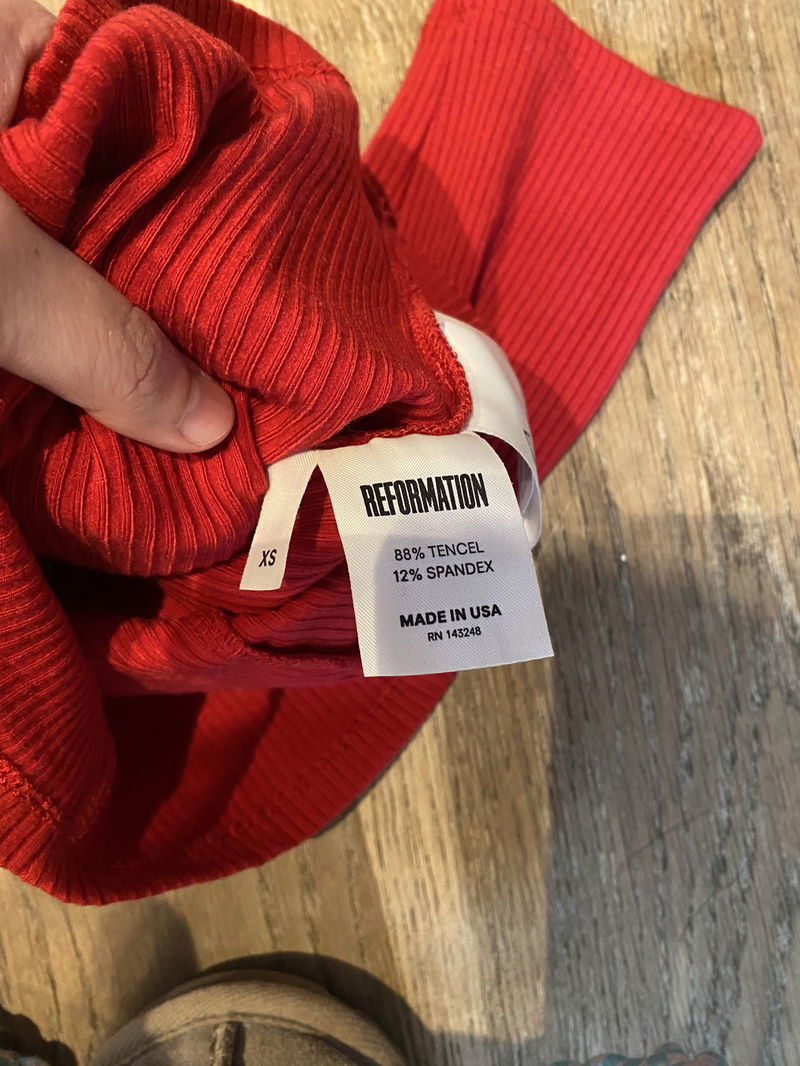 REFORMATION
88% TENCEL
12% SPANDEX
MADE IN USA
RN 143248
XS